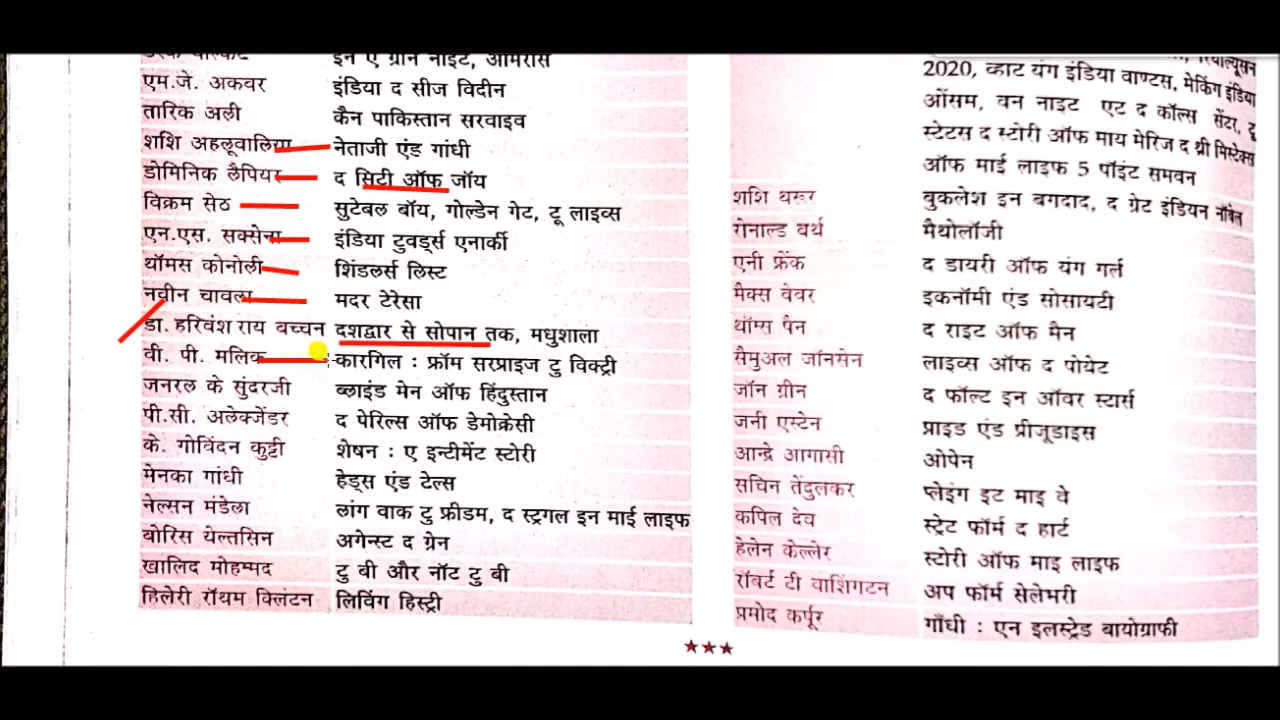 इन ए ग्रीन नाइट, ओमरोस
एम.जे. अकबर इंडिया द सीज विदीन
तारिक अली कैन पाकिस्तान सरवाइव
शशि अहलूवालिया नेताजी एंड गांधी
डोमिनिक लैपियर द सिटी ऑफ जॉय
विक्रम सेठ सुटेबल बॉय, गोल्डेन गेट, टू लाइव्स
एन.एस. सक्सेना इंडिया टुवर्ड्स एनार्की
थॉमस कोनोली शिंडलर्स लिस्ट
नवीन चावला मदर टेरेसा
डा. हरिवंश राय बच्चन दशद्वार से सोपान तक, मधुशाला
वी. पी. मलिक कारगिल : फ्रॉम सरप्राइज टु विक्ट्री
जनरल के सुंदरजी ब्लाइंड मेन ऑफ हिंदुस्तान
पी.सी. अलेक्जेंडर द पेरिल्स ऑफ डेमोक्रेसी
के. गोविंदन कुट्टी शेषन : ए इन्टीमेंट स्टोरी
मेनका गांधी हेड्स एंड टेल्स
नेल्सन मंडेला लांग वाक टु फ्रीडम, द स्ट्रगल इन माई लाइफ
बोरिस येल्तसिन अगेन्स्ट द ग्रेन
खालिद मोहम्मद टु बी और नॉट टु बी
हिलेरी रॉथम क्लिंटन लिविंग हिस्ट्री
2020, व्हाट यंग इंडिया वाण्टस, मेकिंग इंडिया
ओंसम, वन नाइट एट द कॉल्स सेंटर, टू
स्टेटस द स्टोरी ऑफ माय मेरिज द थ्री मिस्टेक्स
ऑफ माई लाइफ 5 पॉइंट समवन
शशि थरूर बुकलेश इन बगदाद, द ग्रेट इंडियन नॉवेल
रोनाल्ड बर्थ मैथोलॉजी
एनी फ्रेंक द डायरी ऑफ यंग गर्ल
मैक्स वेवर इकनॉमी एंड सोसायटी
थॉम्स पैन द राइट ऑफ मैन
सैमुअल जॉनसेन लाइव्स ऑफ द पोयेट
जॉन ग्रीन द फॉल्ट इन ऑवर स्टार्स
जनी एस्टेन प्राइड एंड प्रीजूडाइस
आन्द्रे आगासी ओपेन
सचिन तेंदुलकर प्लेइंग इट माइ वे
कपिल देव स्ट्रेट फॉर्म द हार्ट
हेलेन केल्लेर स्टोरी ऑफ माइ लाइफ
रॉबर्ट टी वाशिंगटन अप फॉर्म सेलेभरी
प्रमोद कर्पूर गाँधी : एन इलस्ट्रेड बायोग्राफी